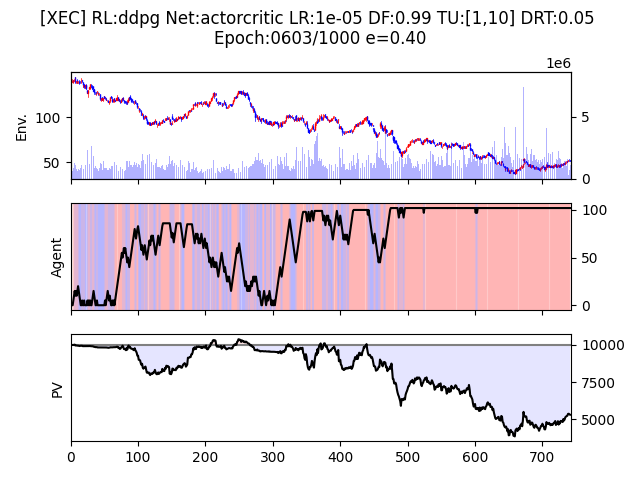 [XEC] RL:ddpg Net:actorcritic LR:1e-05 DF:0.99 TU:[1,10] DRT:0.05
Epoch:0603/1000 e=0.40
1e6
Env.
100
50
5
0
Agent
100
50
0
PV
10000
7500
5000
0 100 200 300 400 500 600 700